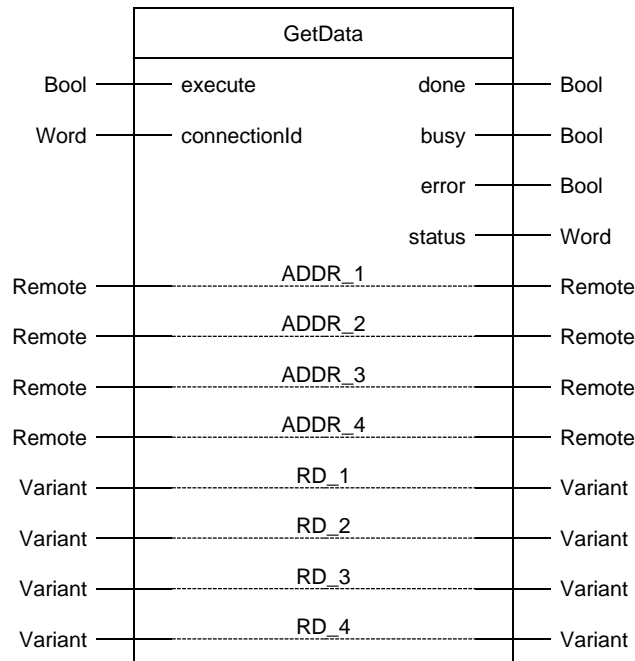 GetData
Bool execute done Bool
Word connectionId busy Bool
error Bool
status Word
Remote ADDR_1 Remote
Remote ADDR_2 Remote
Remote ADDR_3 Remote
Remote ADDR_4 Remote
Variant RD_1 Variant
Variant RD_2 Variant
Variant RD_3 Variant
Variant RD_4 Variant